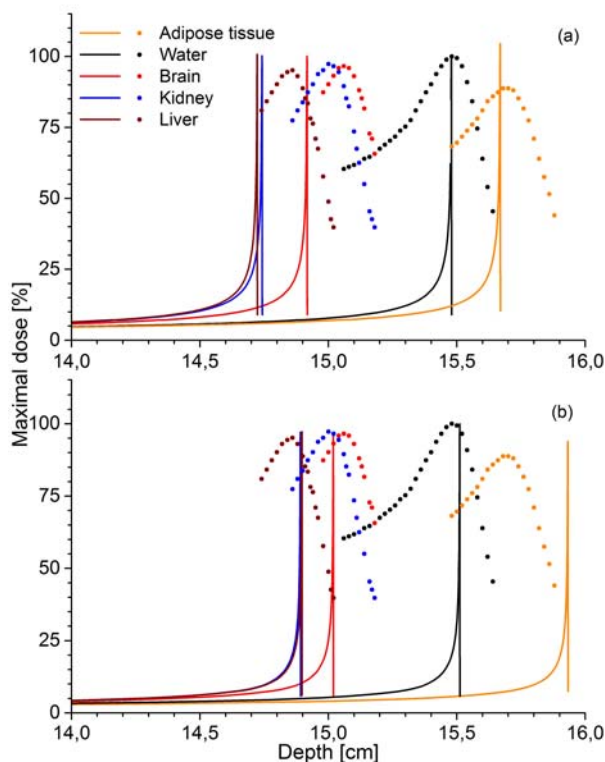 Adipose tissue
Water
Brain
Kidney
Liver
(a)
100
75
50
25
0
14,0 14,5 15,0 15,5 16,0
Maximal dose [%]
(b)
100
75
50
25
0
14,0 14,5 15,0 15,5 16,0
Depth [cm]